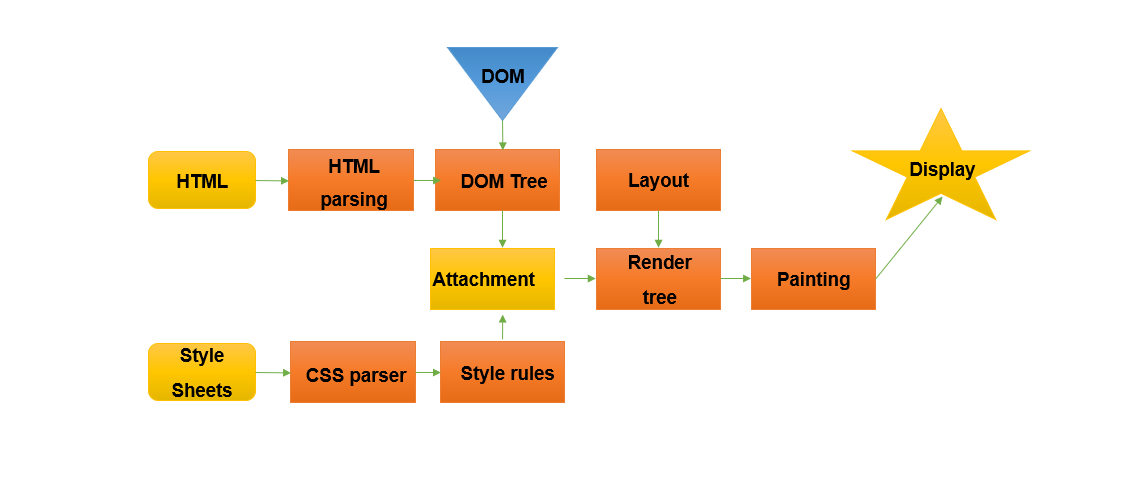 DOM
HTML
HTML
parsing
DOM Tree
Layout
Display
Attachment
Render
tree
Painting
Style
Sheets
CSS parser
Style rules